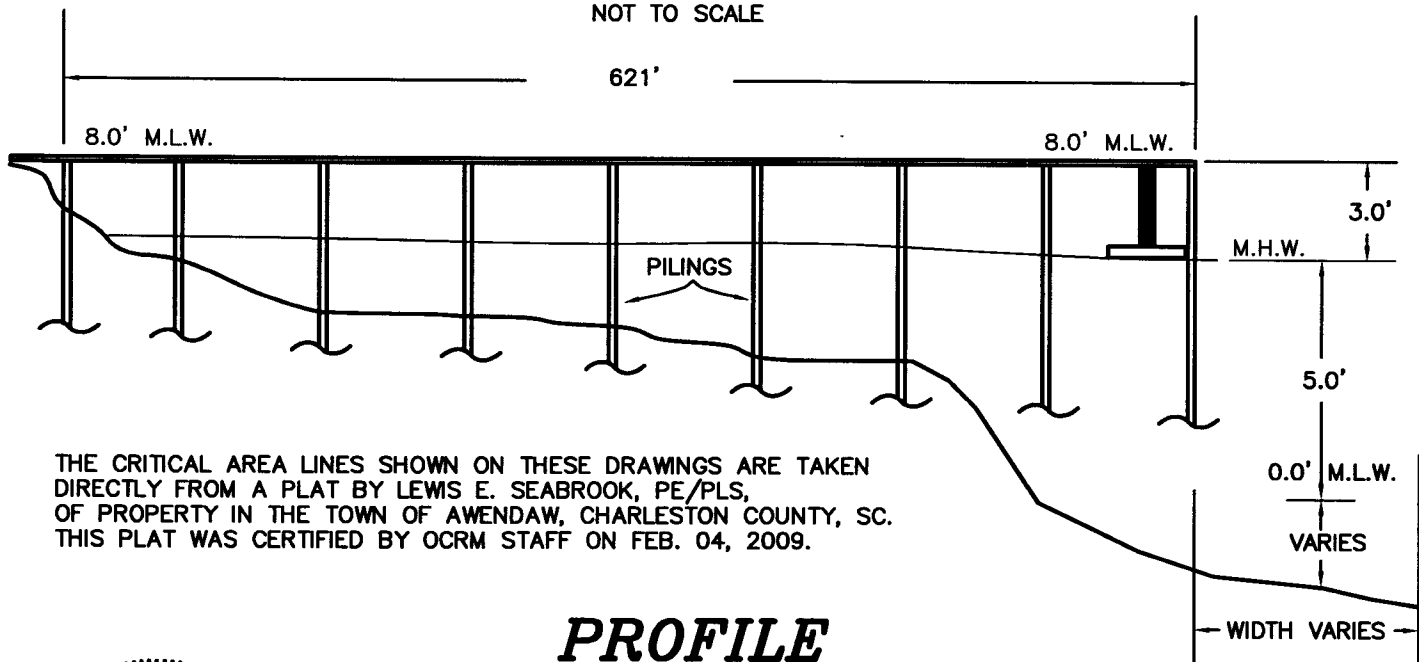 NOT TO SCALE
621'
8.0' M.L.W.
8.0' M.L.W.
3.0'
M.H.W.
PILINGS
5.0'
0.0' M.L.W.
THE CRITICAL AREA LINES SHOWN ON THESE DRAWINGS ARE TAKEN
DIRECTLY FROM A PLAT BY LEWIS E. SEABROOK, PE/PLS,
OF PROPERTY IN THE TOWN OF AWENDAW, CHARLESTON COUNTY, SC.
THIS PLAT WAS CERTIFIED BY OCRM STAFF ON FEB. 04, 2009.
VARIES
WIDTH VARIES
PROFILE